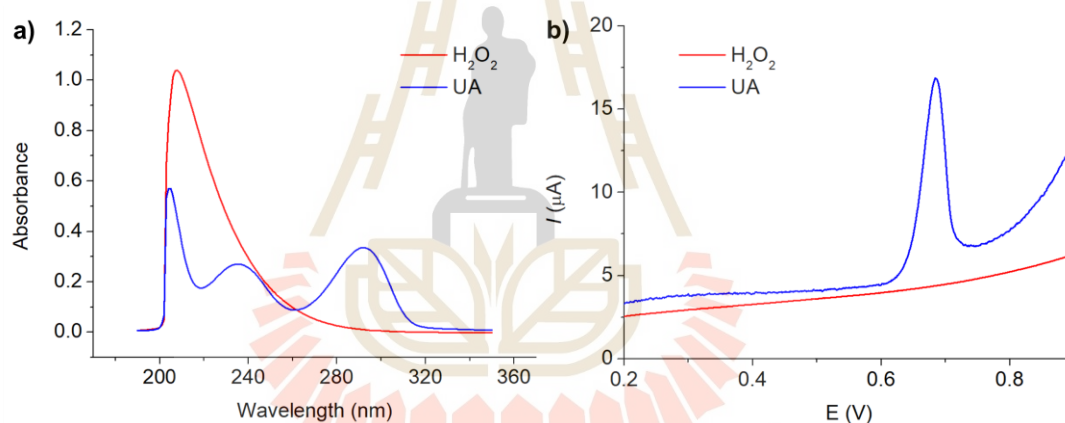 a)
1.2
1.0
0.8
0.6
0.4
0.2
0.0
Absorbance
200
240
280
320
360
Wavelength (nm)
H₂O₂
UA
b)
20
15
10
5
0
I (μA)
0.2
0.4
0.6
0.8
E (V)
H₂O₂
UA